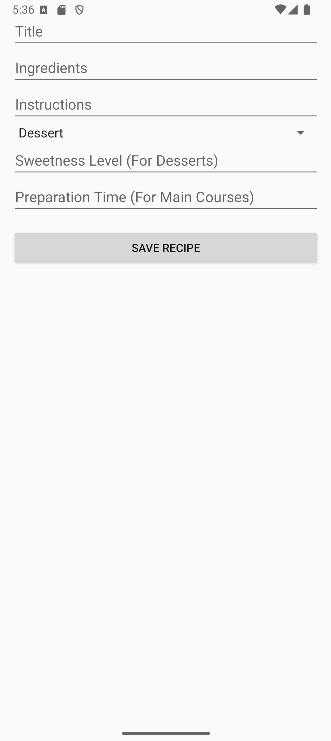 5:36
Title
Ingredients
Instructions
Dessert
Sweetness Level (For Desserts)
Preparation Time (For Main Courses)
SAVE RECIPE